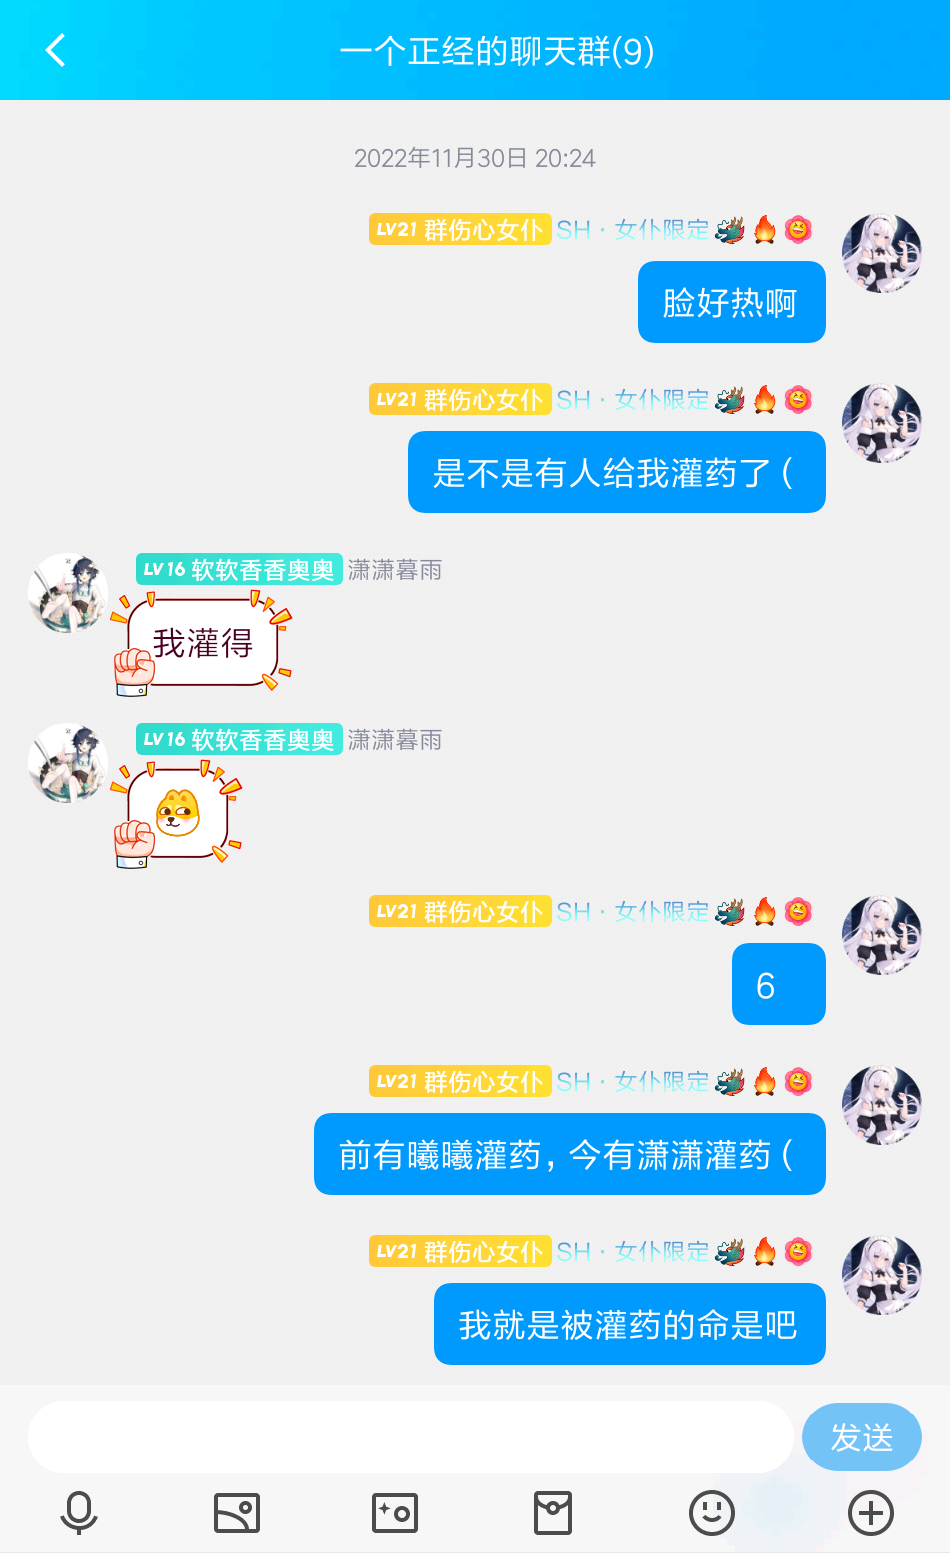 一个正经的聊天群(9)
2022年11月30日 20:24
LV21 群伤心女仆 SH · 女仆限定
脸好热啊
LV21 群伤心女仆 SH · 女仆限定
是不是有人给我灌药了（
LV16 软软香香奥奥 潇潇暮雨
我灌得
LV16 软软香香奥奥 潇潇暮雨
LV21 群伤心女仆 SH · 女仆限定
6
LV21 群伤心女仆 SH · 女仆限定
前有曦曦灌药，今有潇潇灌药（
LV21 群伤心女仆 SH · 女仆限定
我就是被灌药的命是吧
发送